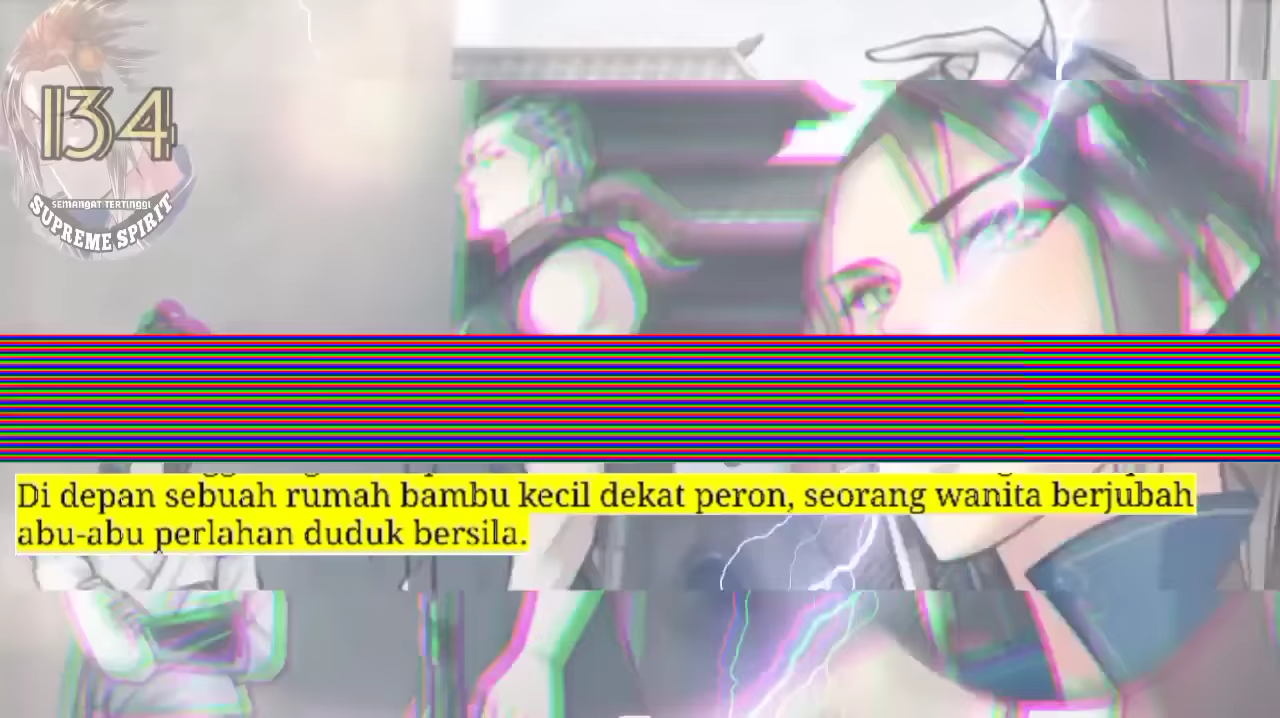 134
SEMANGAT TERTINGGI
SUPREME SPIRIT
Di depan sebuah rumah bambu kecil dekat peron, seorang wanita berjubah
abu-abu perlahan duduk bersila.